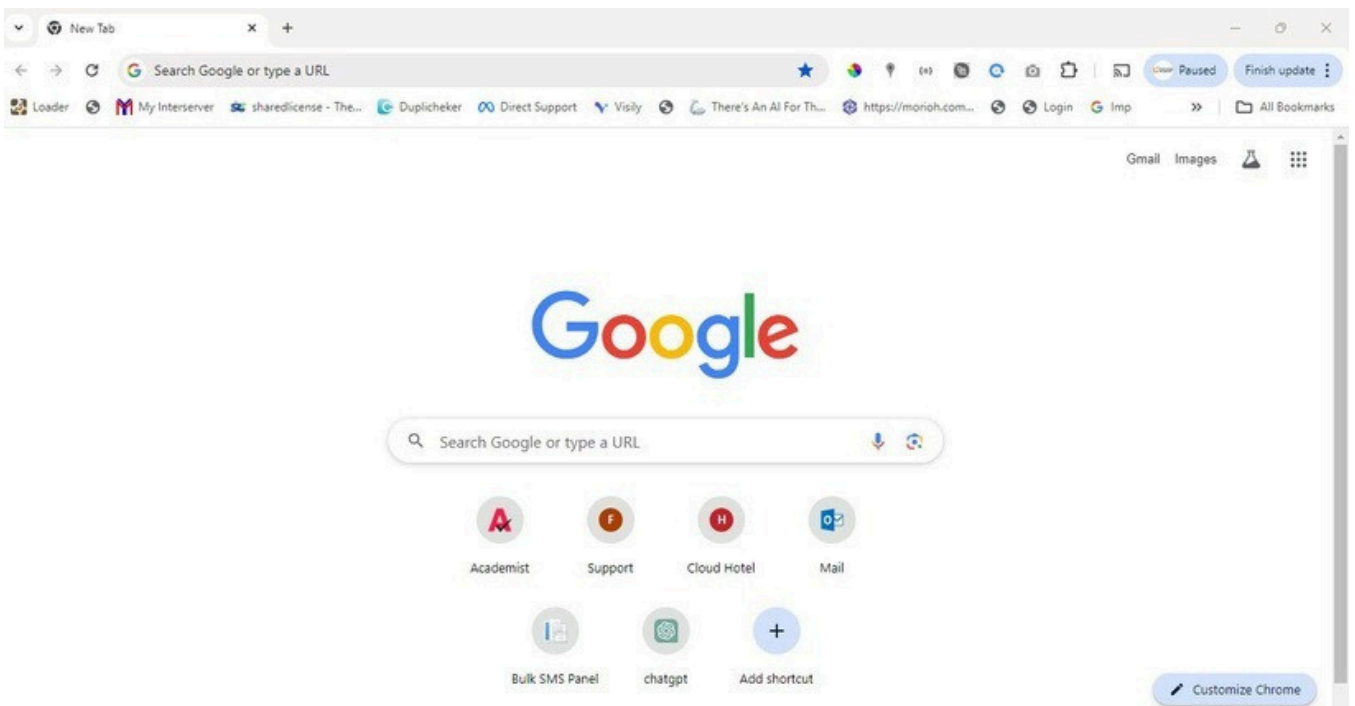 New Tab
Search Google or type a URL
Paused
Finish update
Loader
My Interserver
sharedlicense - The...
Duplicheker
Direct Support
Visily
There's An AI For Th...
https://morioh.com...
Login
Imp
All Bookmarks
Gmail
Images
Google
Search Google or type a URL
Academist
F
Support
H
Cloud Hotel
Mail
Bulk SMS Panel
chatgpt
Add shortcut
Customize Chrome